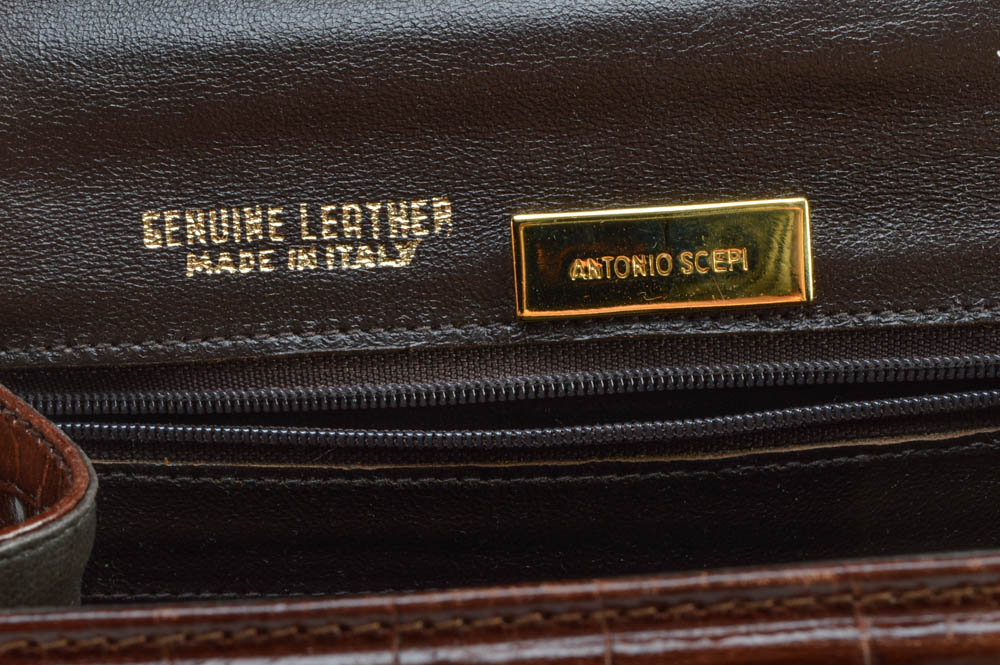 GENUINE LEATHER
MADE IN ITALY
ANTONIO SCEPI